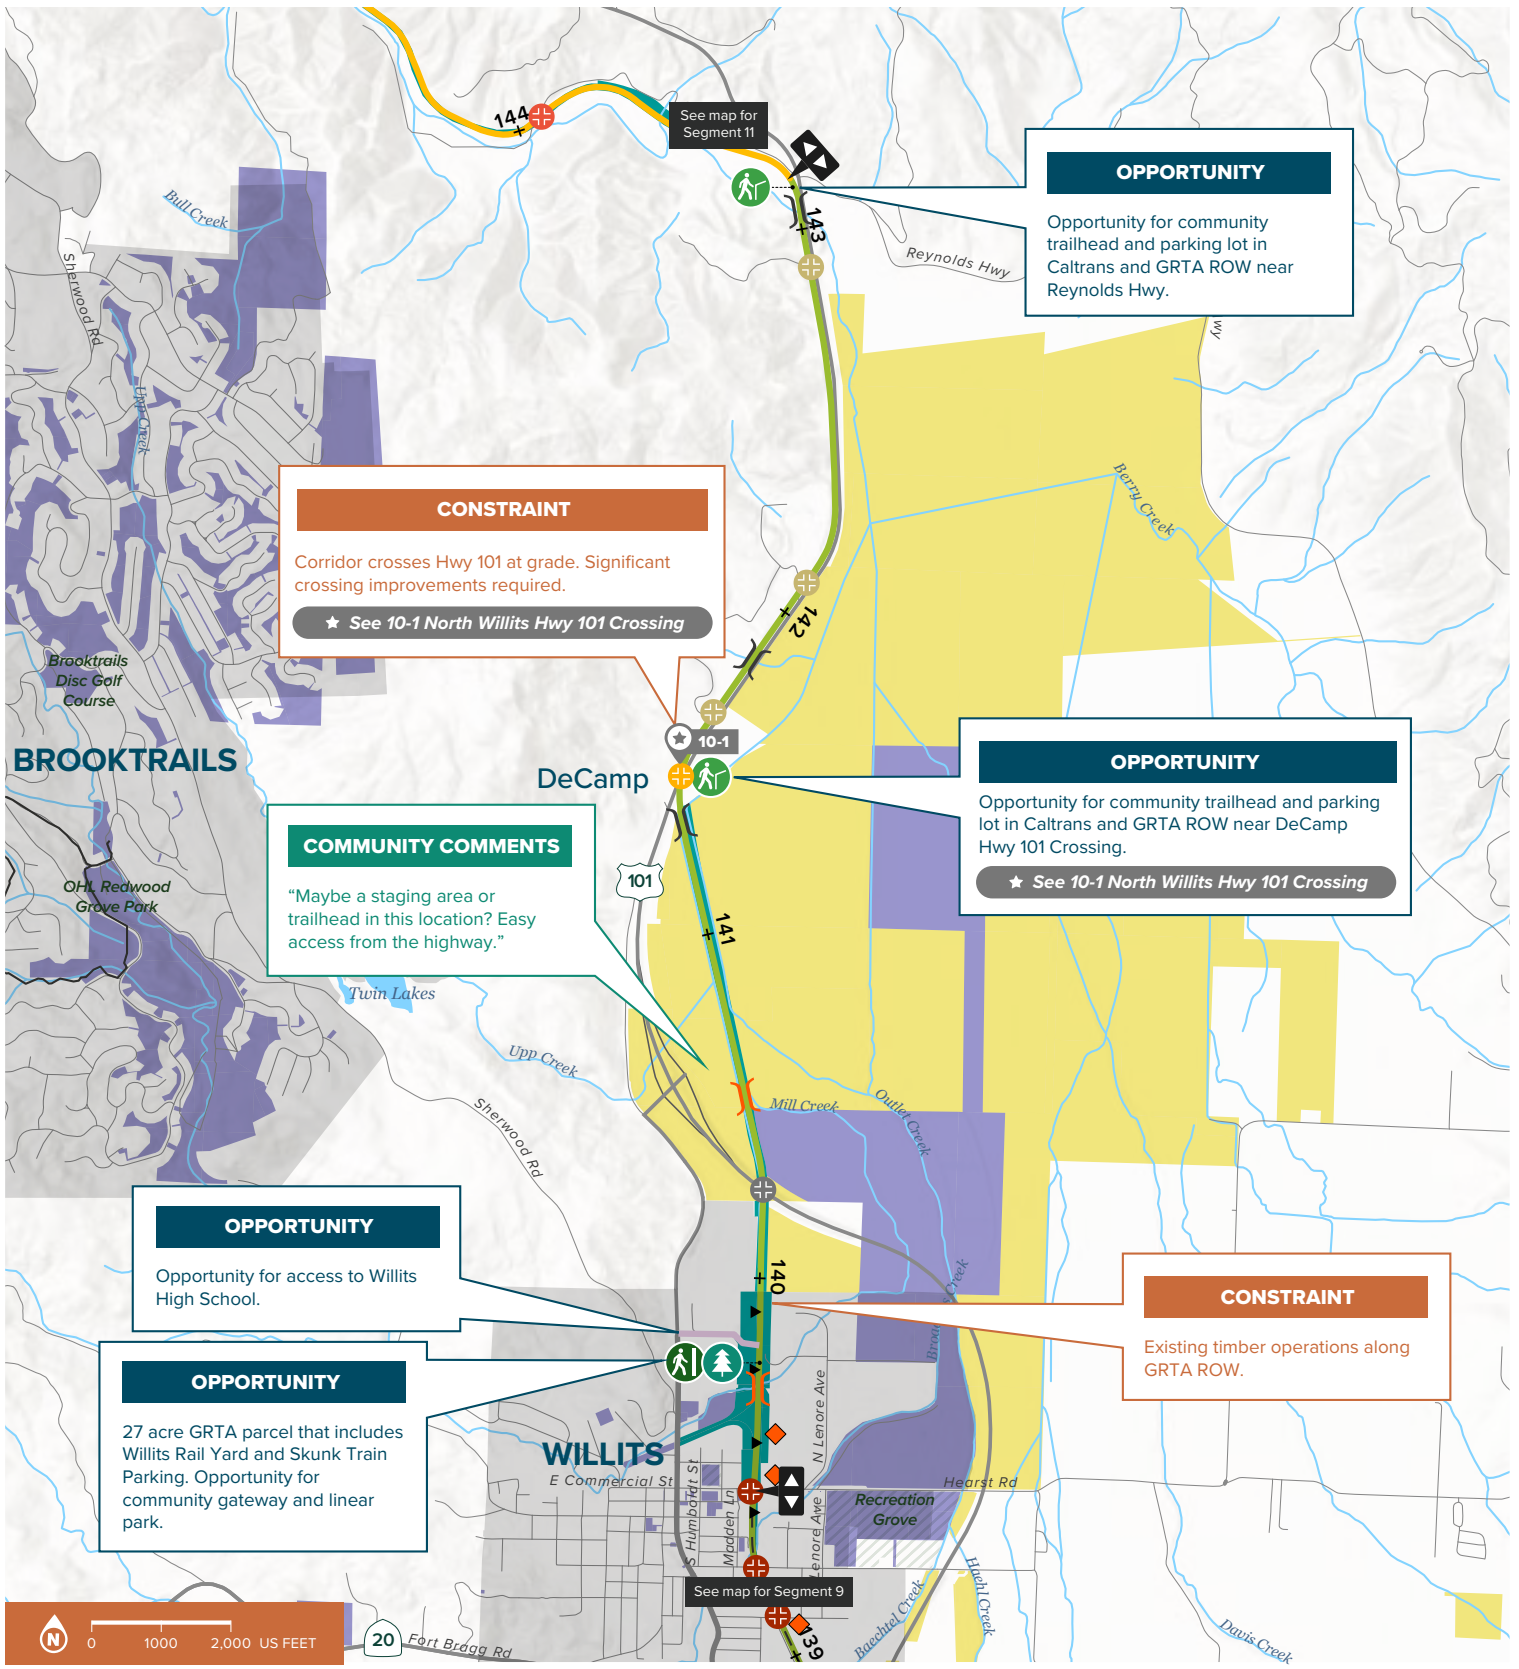 144
See map for
Segment 11
143
Reynolds Hwy
OPPORTUNITY
Opportunity for community
trailhead and parking lot in
Caltrans and GRTA ROW near
Reynolds Hwy.
wy
Bull Creek
Sherwood Rd
Upp Creek
Berry Creek
CONSTRAINT
Corridor crosses Hwy 101 at grade. Significant
crossing improvements required.
See 10-1 North Willits Hwy 101 Crossing
142
Brooktrails
Disc Golf
Course
BROOKTRAILS
10-1
DeCamp
OPPORTUNITY
Opportunity for community trailhead and parking
lot in Caltrans and GRTA ROW near DeCamp
Hwy 101 Crossing.
See 10-1 North Willits Hwy 101 Crossing
COMMUNITY COMMENTS
“Maybe a staging area or
trailhead in this location? Easy
access from the highway.”
101
OHL Redwood
Grove Park
141
Twin Lakes
Upp Creek
Sherwood Rd
Mill Creek
Outlet Creek
OPPORTUNITY
Opportunity for access to Willits
High School.
140
Creek
CONSTRAINT
Existing timber operations along
GRTA ROW.
OPPORTUNITY
27 acre GRTA parcel that includes
Willits Rail Yard and Skunk Train
Parking. Opportunity for
community gateway and linear
park.
N Lenore Ave
WILLITS
E Commercial St
S Humboldt St
Madden Ln
Lenore Ave
Hearst Rd
Recreation
Grove
See map for Segment 9
139
Baechtel Creek
Haehl Creek
Davis Creek
N
0 1000 2,000 US FEET
20
Fort Bragg Rd